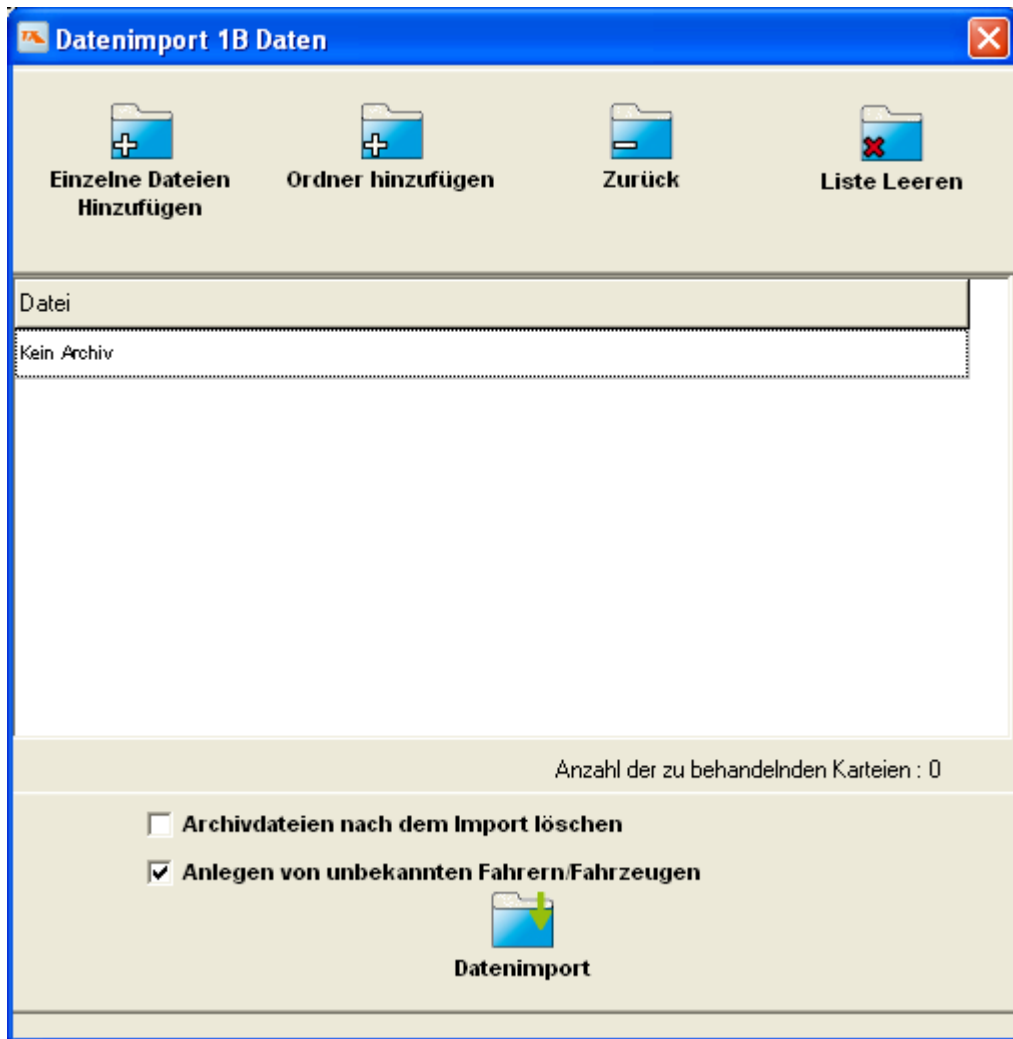 Datenimport 1B Daten
Einzelne Dateien
Hinzufügen
Ordner hinzufügen
Zurück
Liste Leeren
Datei
Kein Archiv
Anzahl der zu behandelnden Karteien : 0
Archivdateien nach dem Import löschen
Anlegen von unbekannten Fahrern/Fahrzeugen
Datenimport